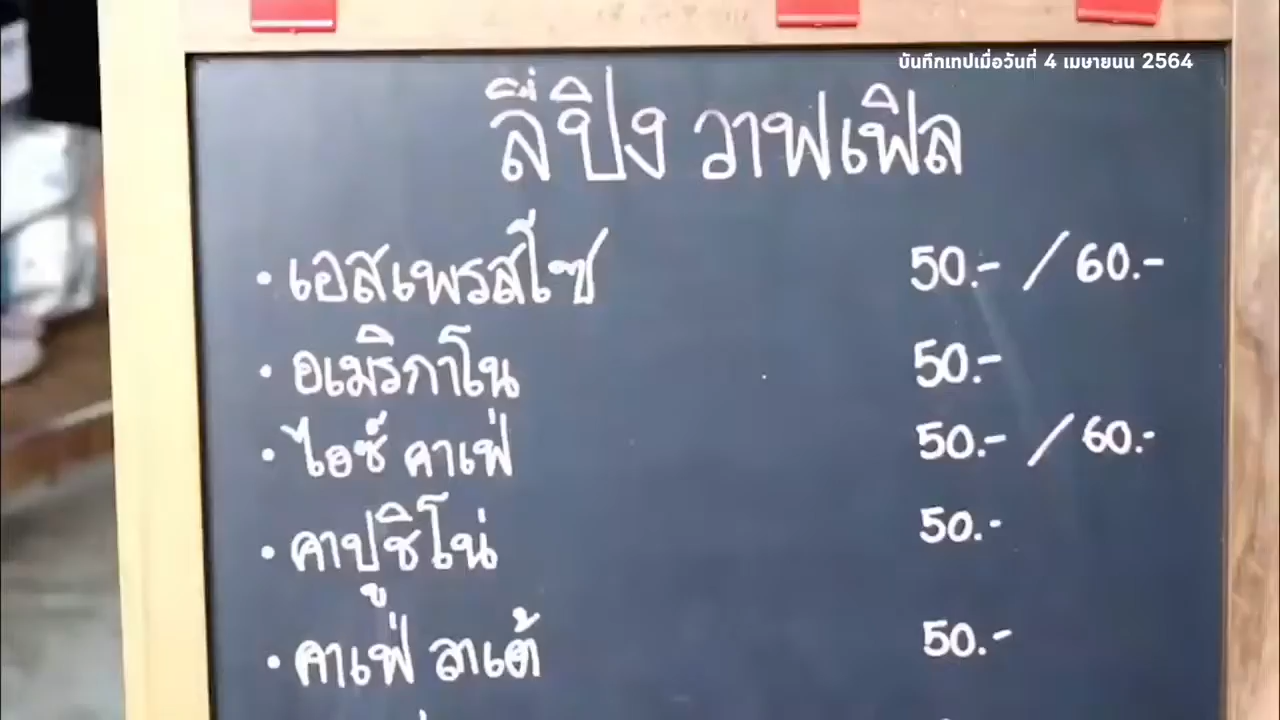 บันทึกเทปเมื่อวันที่ 4 เมษายนน 2564
ลี่ปิง วาฟเฟิล
• เอสเพรสโซ 50.- / 60.-
• อเมริกาโน 50.-
• ไอซ์ คาเฟ่ 50.- / 60.-
• คาปูชิโน่ 50.-
• คาเฟ่ ลาเต้ 50.-